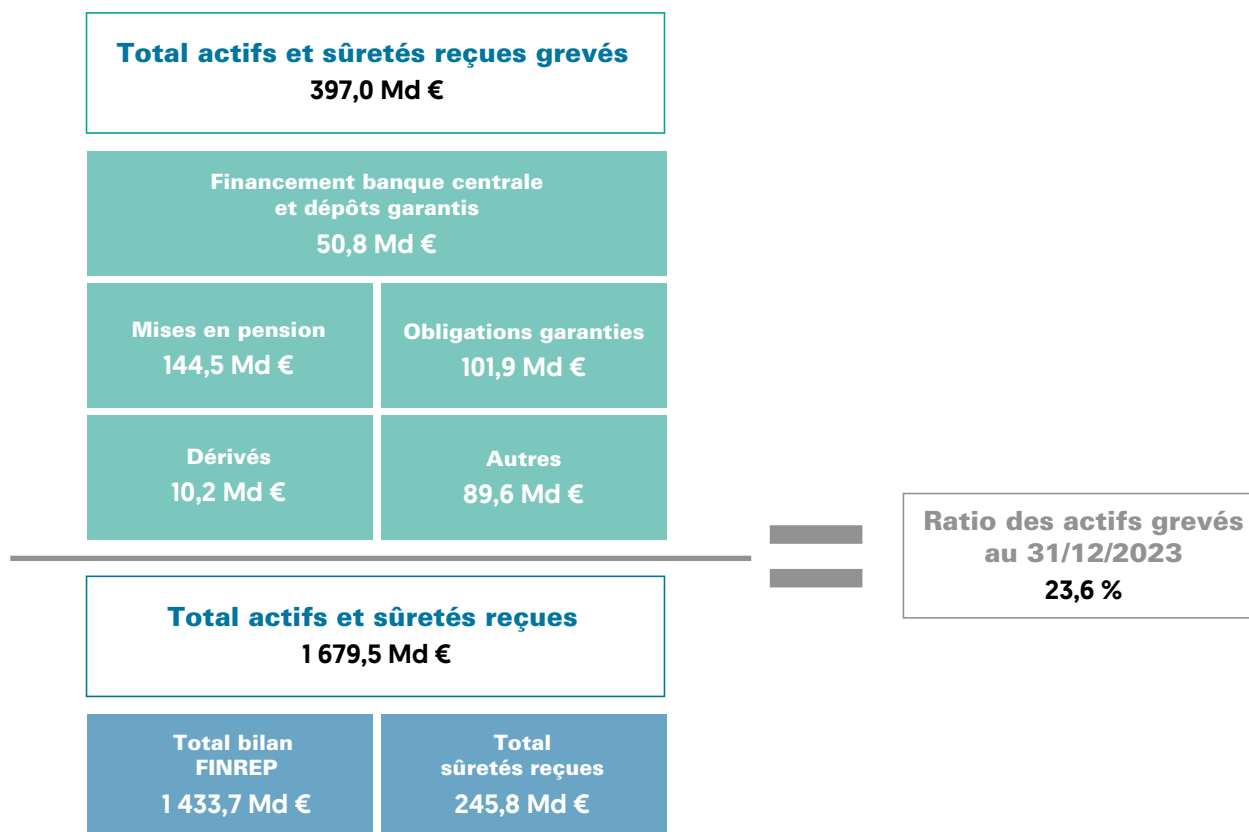 Total actifs et sûretés reçues grevés
397,0 Md €
Financement banque centrale
et dépôts garantis
50,8 Md €
Mises en pension
144,5 Md €
Obligations garanties
101,9 Md €
Dérivés
10,2 Md €
Autres
89,6 Md €
Ratio des actifs grevés
au 31/12/2023
23,6 %
Total actifs et sûretés reçues
1 679,5 Md €
Total bilan
FINREP
1 433,7 Md €
Total
sûretés reçues
245,8 Md €